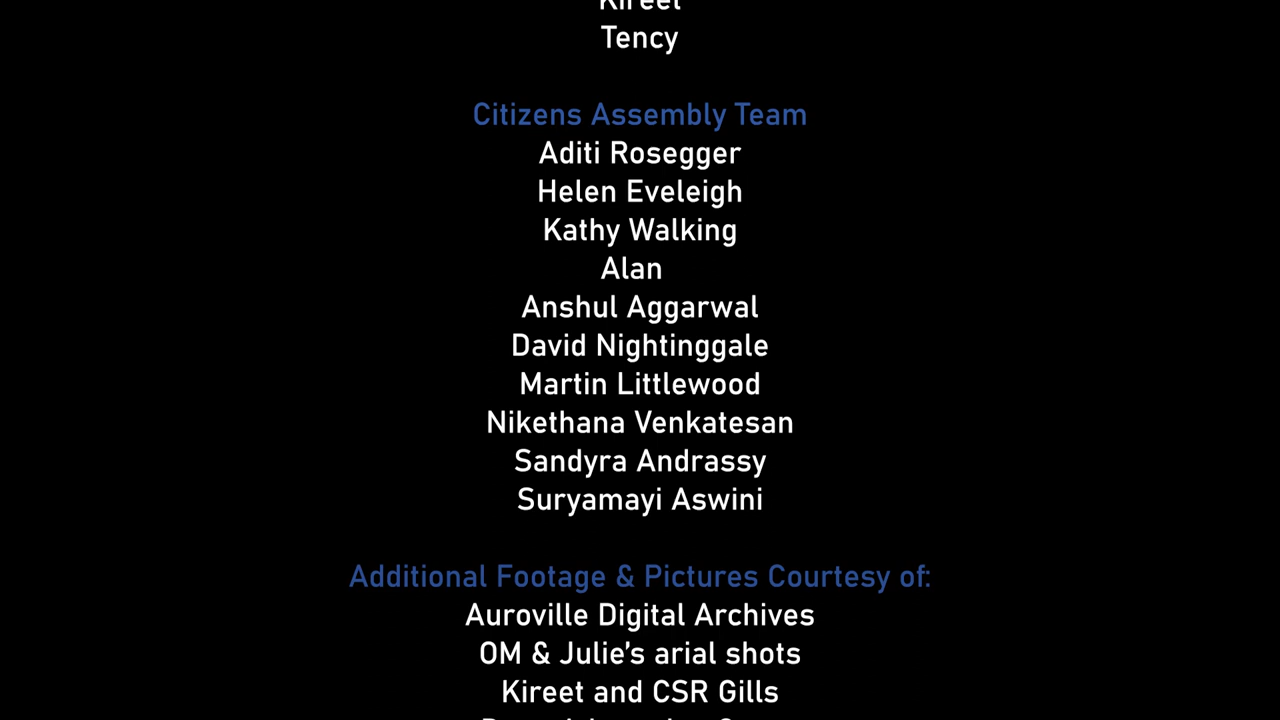 Kireet
Tency
Citizens Assembly Team
Aditi Rosegger
Helen Eveleigh
Kathy Walking
Alan
Anshul Aggarwal
David Nightinggale
Martin Littlewood
Nikethana Venkatesan
Sandyra Andrassy
Suryamayi Aswini
Additional Footage & Pictures Courtesy of:
Auroville Digital Archives
OM & Julie’s arial shots
Kireet and CSR Gills